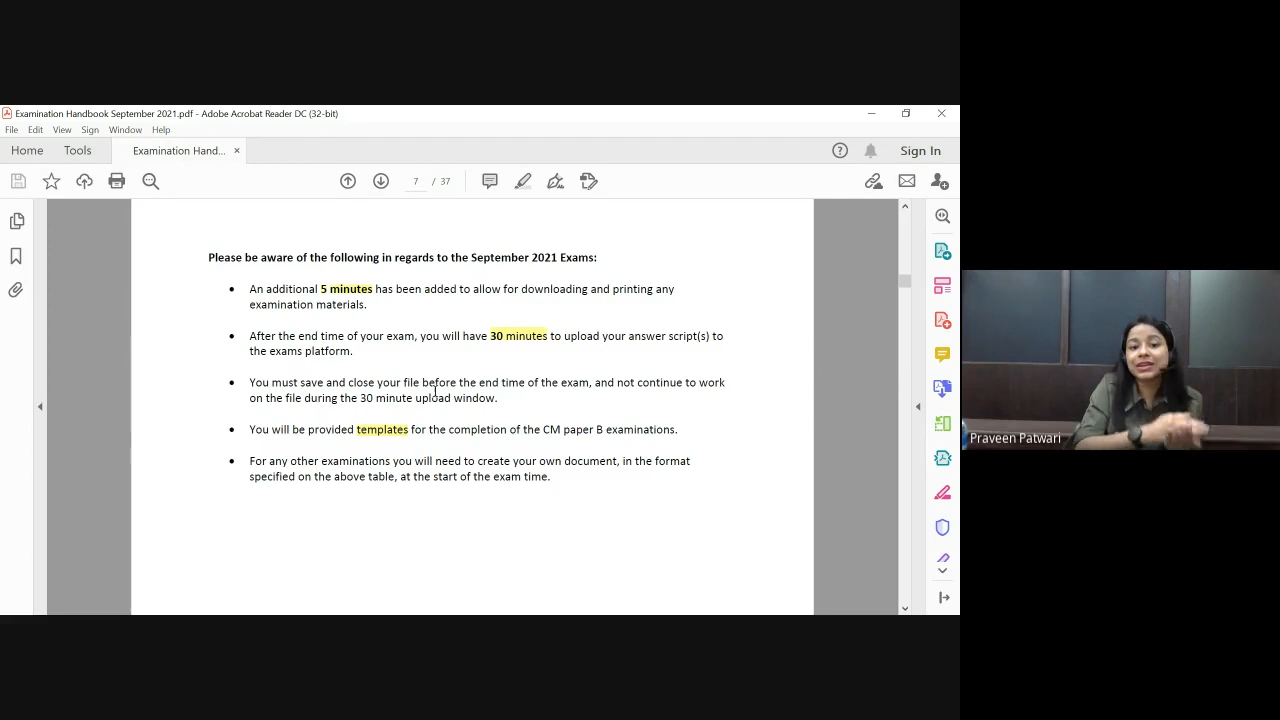 Examination Handbook September 2021.pdf - Adobe Acrobat Reader DC (32-bit)
File Edit View Sign Window Help
Home Tools Examination Hand... × Sign In
7 / 37
Please be aware of the following in regards to the September 2021 Exams:
• An additional 5 minutes has been added to allow for downloading and printing any
examination materials.
• After the end time of your exam, you will have 30 minutes to upload your answer script(s) to
the exams platform.
• You must save and close your file before the end time of the exam, and not continue to work
on the file during the 30 minute upload window.
• You will be provided templates for the completion of the CM paper B examinations.
• For any other examinations you will need to create your own document, in the format
specified on the above table, at the start of the exam time.
Praveen Patwari